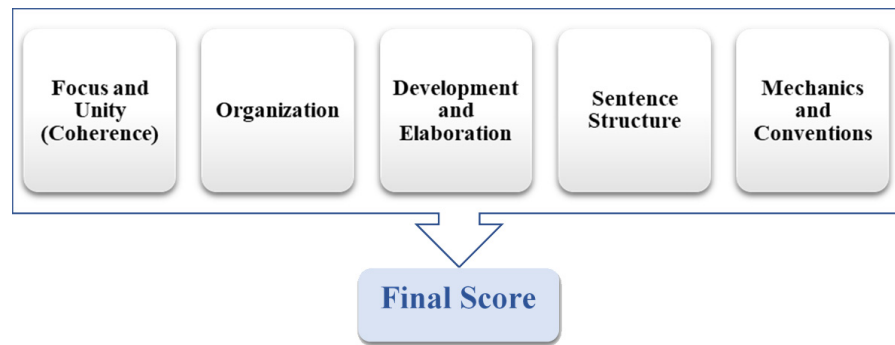 Focus and
Unity
(Coherence)
Organization
Development
and
Elaboration
Sentence
Structure
Mechanics
and
Conventions
Final Score